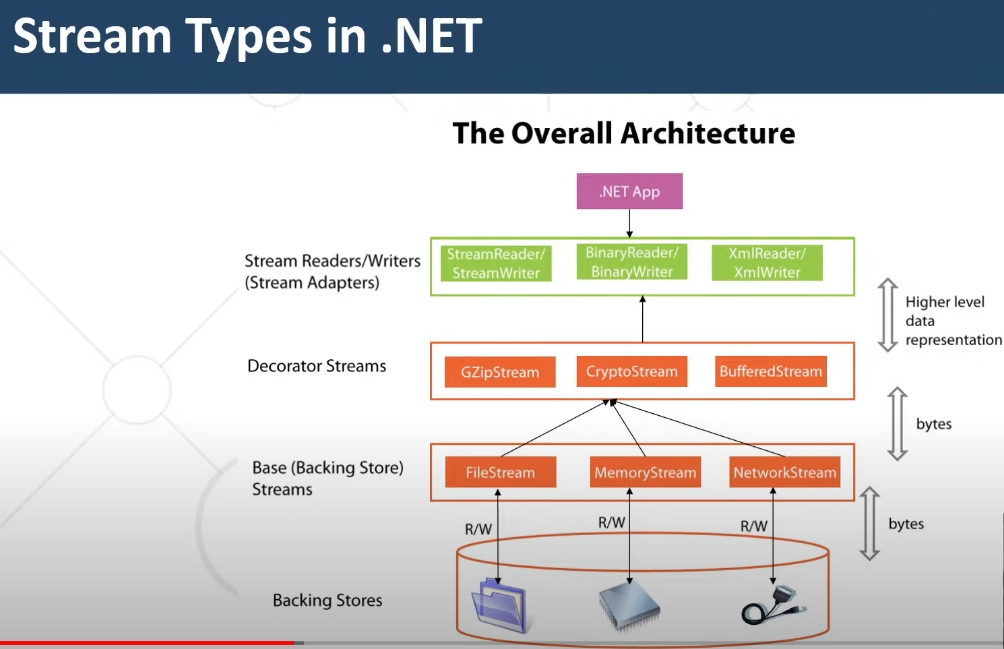 Stream Types in .NET
The Overall Architecture
.NET App
Stream Readers/Writers
(Stream Adapters)
StreamReader/
StreamWriter
BinaryReader/
BinaryWriter
XmlReader/
XmlWriter
Higher level
data
representation
Decorator Streams
GZipStream
CryptoStream
BufferedStream
bytes
Base (Backing Store)
Streams
FileStream
MemoryStream
NetworkStream
R/W
R/W
R/W
bytes
Backing Stores